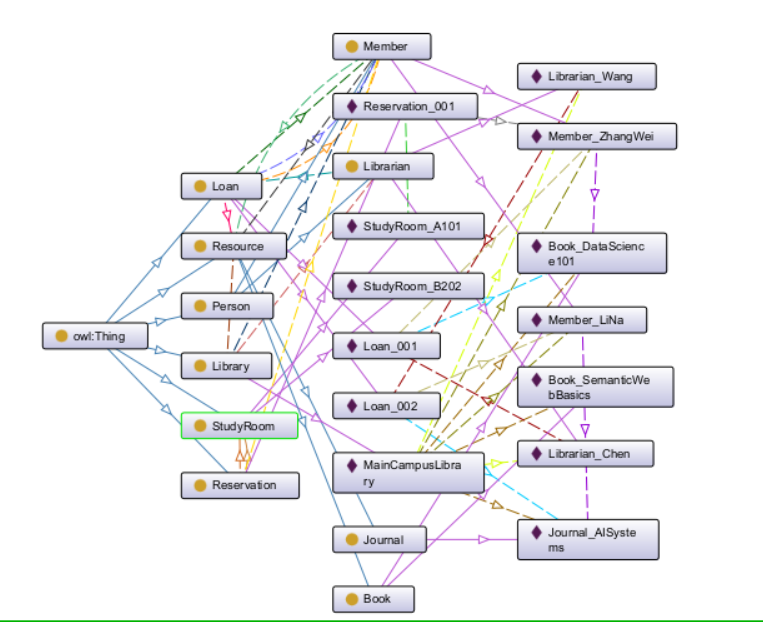 owl:Thing
Loan
Resource
Person
Library
StudyRoom
Reservation
Member
Reservation_001
Librarian
StudyRoom_A101
StudyRoom_B202
Loan_001
Loan_002
MainCampusLibra
ry
Journal
Book
Librarian_Wang
Member_ZhangWei
Book_DataScienc
e101
Member_LiNa
Book_SemanticWe
bBasics
Librarian_Chen
Journal_AISyste
ms